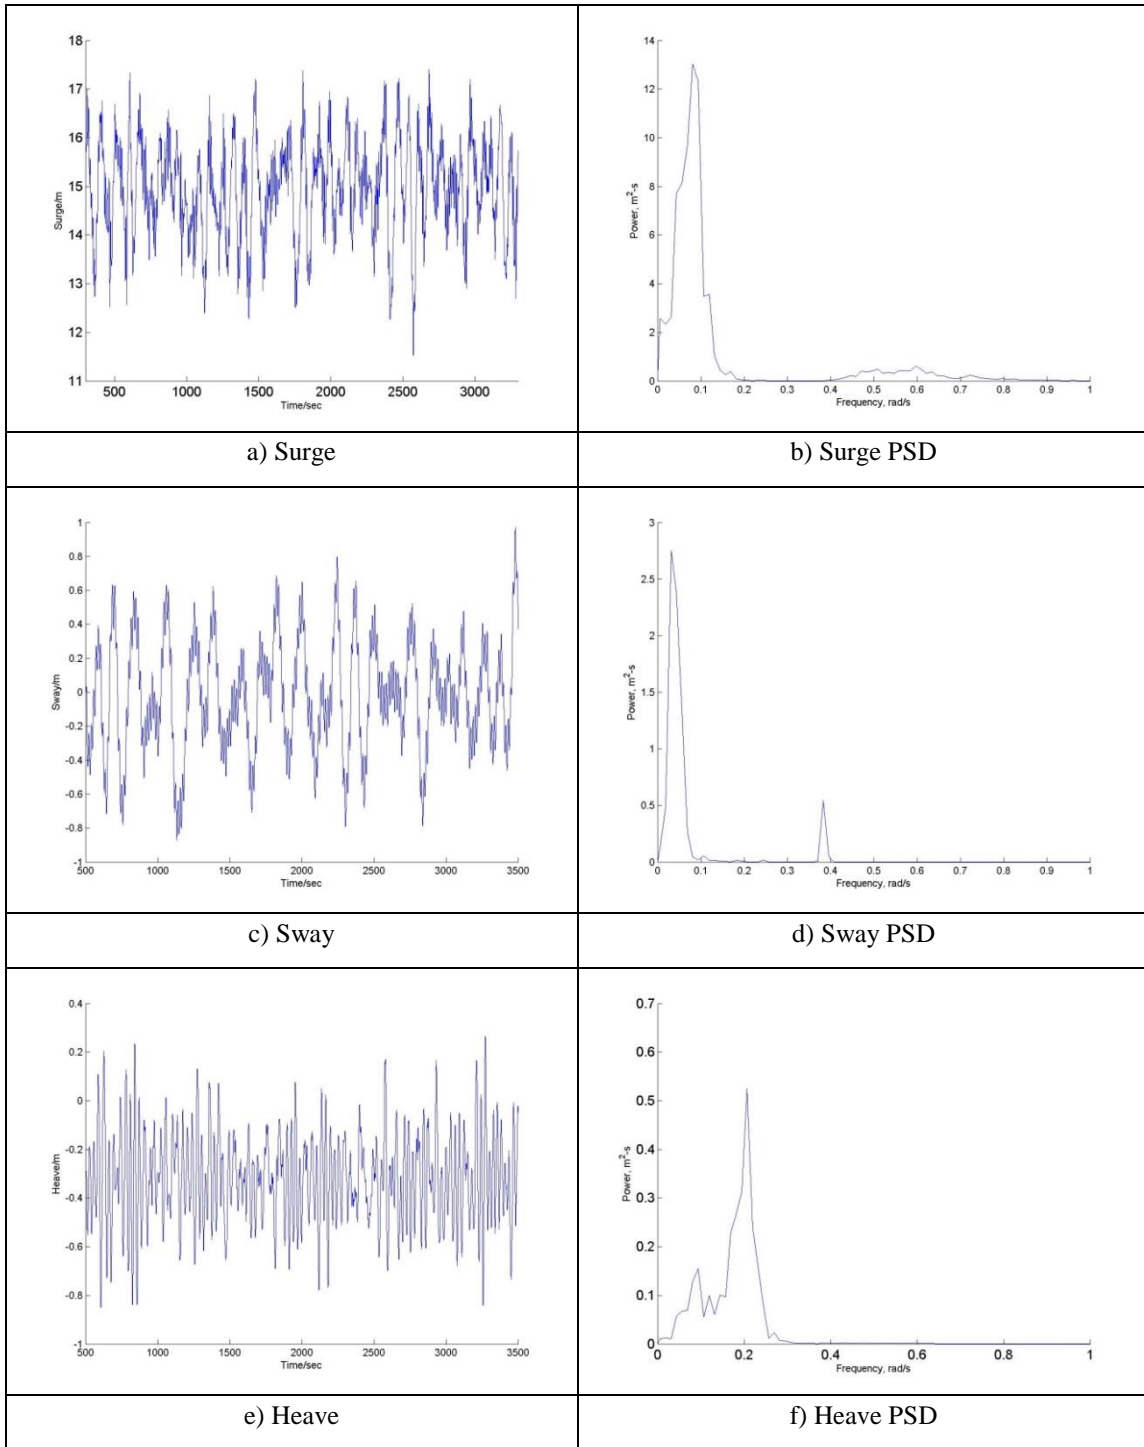 18
17
16
15
14
13
12
11
Surge/m
500 1000 1500 2000 2500 3000
Time/sec
14
12
10
8
6
4
2
0
Power, m²-s
0 0.1 0.2 0.3 0.4 0.5 0.6 0.7 0.8 0.9 1
Frequency, rad/s
a) Surge
b) Surge PSD
1
0.8
0.6
0.4
0.2
0
-0.2
-0.4
-0.6
-0.8
-1
Sway/m
500 1000 1500 2000 2500 3000 3500
Time/sec
3
2.5
2
1.5
1
0.5
0
Power, m²-s
0 0.1 0.2 0.3 0.4 0.5 0.6 0.7 0.8 0.9 1
Frequency, rad/s
c) Sway
d) Sway PSD
0.4
0.2
0
-0.2
-0.4
-0.6
-0.8
-1
Heave/m
500 1000 1500 2000 2500 3000 3500
Time/sec
0.7
0.6
0.5
0.4
0.3
0.2
0.1
0
Power, m²-s
0 0.2 0.4 0.6 0.8 1
Frequency, rad/s
e) Heave
f) Heave PSD